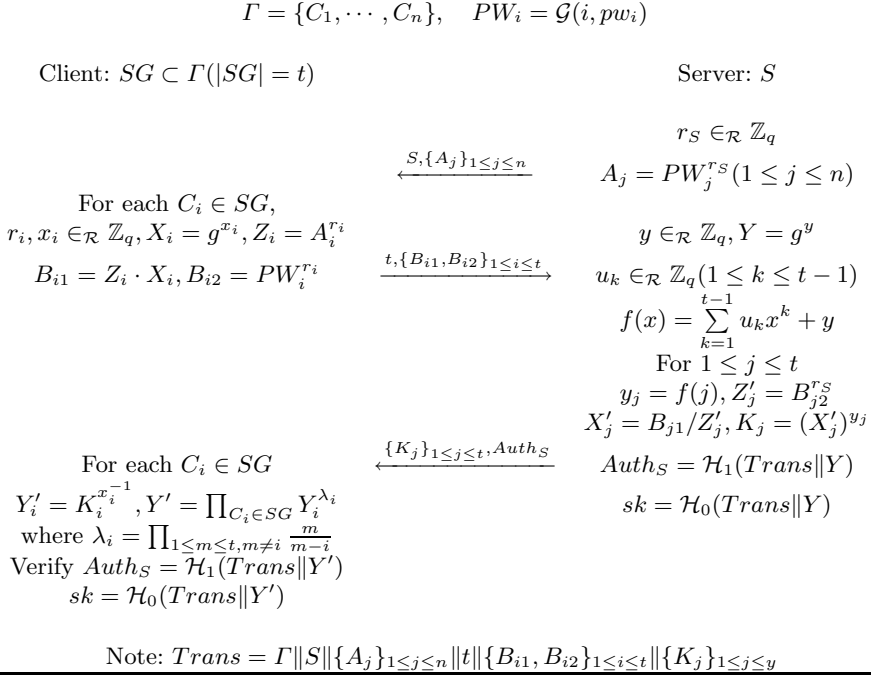 Γ = {C_1, ⋯ , C_n}, PW_i = 𝒢(i, pw_i)
Client: SG ⊂ Γ(|SG| = t) Server: S
r_S ∈_ℛ ℤ_q
S,{A_j}_{1≤j≤n} A_j = PW_j^{r_S}(1 ≤ j ≤ n)
For each C_i ∈ SG,
r_i, x_i ∈_ℛ ℤ_q, X_i = g^{x_i}, Z_i = A_i^{r_i} y ∈_ℛ ℤ_q, Y = g^y
B_{i1} = Z_i · X_i, B_{i2} = PW_i^{r_i} t,{B_{i1},B_{i2}}_{1≤i≤t} u_k ∈_ℛ ℤ_q(1 ≤ k ≤ t − 1)
f(x) = ∑_{k=1}^{t−1} u_k x^k + y
For 1 ≤ j ≤ t
y_j = f(j), Z′_j = B_{j2}^{r_S}
X′_j = B_{j1}/Z′_j, K_j = (X′_j)^{y_j}
For each C_i ∈ SG {K_j}_{1≤j≤t},Auth_S Auth_S = ℋ_1(Trans‖Y)
Y′_i = K_i^{x_i^{−1}}, Y′ = ∏_{C_i∈SG} Y_i^{λ_i} sk = ℋ_0(Trans‖Y)
where λ_i = ∏_{1≤m≤t,m≠i} m/(m−i)
Verify Auth_S = ℋ_1(Trans‖Y′)
sk = ℋ_0(Trans‖Y′)
Note: Trans = Γ‖S‖{A_j}_{1≤j≤n}‖t‖{B_{i1}, B_{i2}}_{1≤i≤t}‖{K_j}_{1≤j≤y}